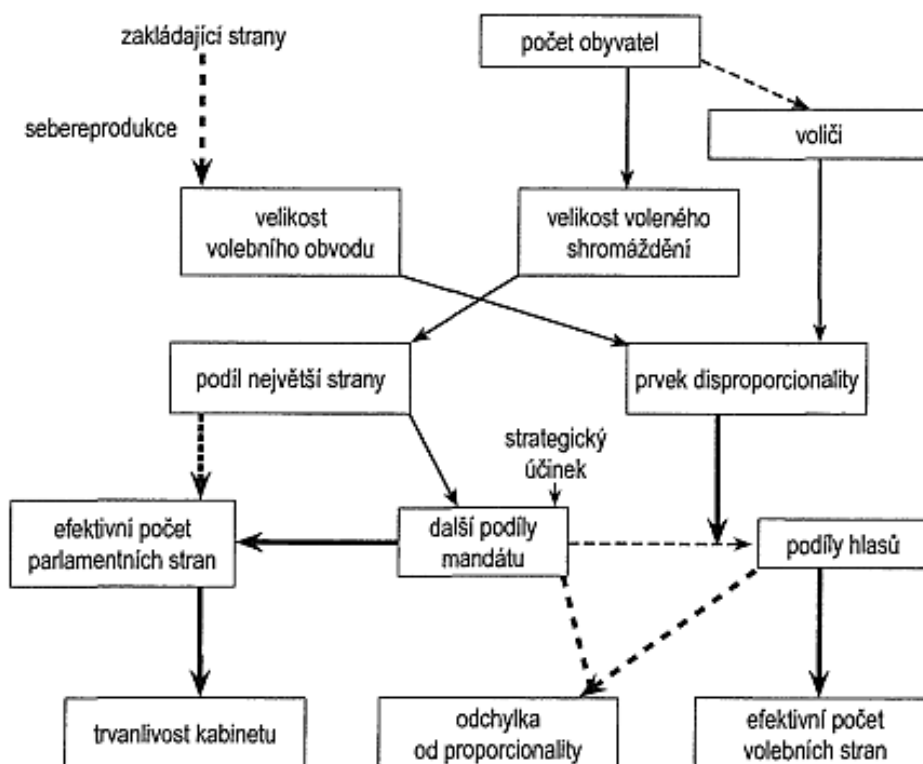 zakládající strany
počet obyvatel
sebereprodukce
voliči
velikost
volebního obvodu
velikost voleného
shromáždění
podíl největší strany
prvek disproporcionality
strategický
účinek
efektivní počet
parlamentních stran
další podíly
mandátu
podíly hlasů
trvanlivost kabinetu
odchylka
od proporcionality
efektivní počet
volebních stran